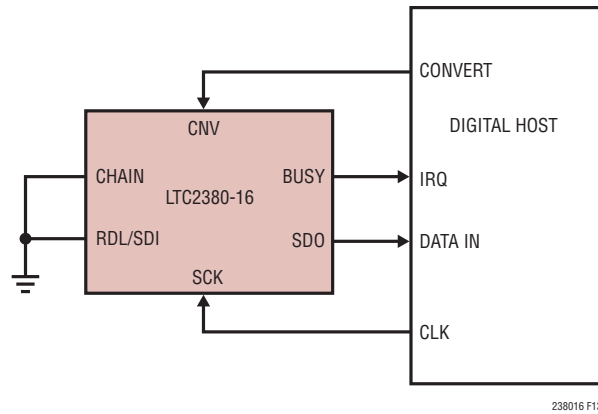 CONVERT
CNV
DIGITAL HOST
CHAIN
BUSY
IRQ
LTC2380-16
RDL/SDI
SDO
DATA IN
SCK
CLK